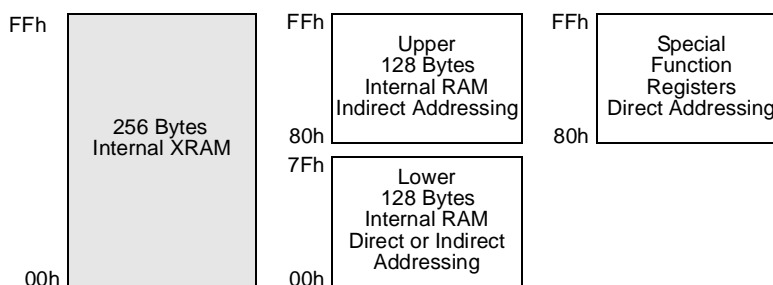 FFh
256 Bytes
Internal XRAM
00h
FFh
Upper
128 Bytes
Internal RAM
Indirect Addressing
80h
7Fh
Lower
128 Bytes
Internal RAM
Direct or Indirect
Addressing
00h
FFh
Special
Function
Registers
Direct Addressing
80h